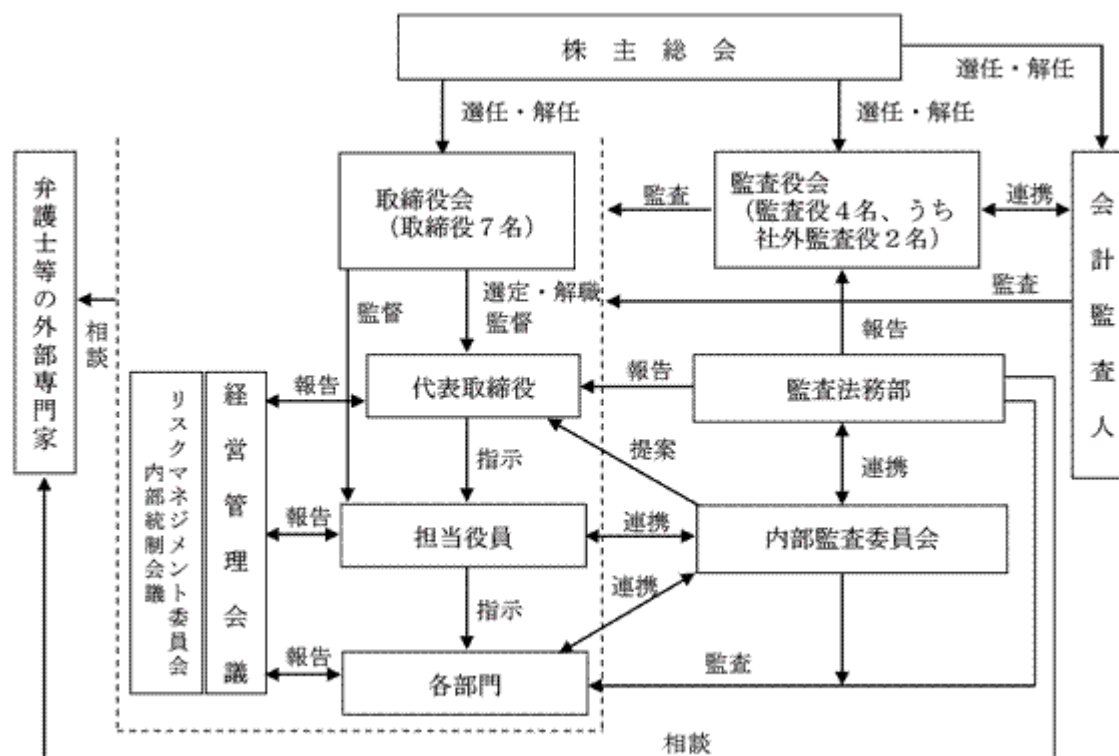 株主総会
選任・解任
選任・解任
選任・解任
弁護士等の外部専門家
取締役会
(取締役7名)
監査
監査役会
(監査役4名、うち
社外監査役2名)
連携
会計監査人
相談
監督
選定・解職
監督
監査
報告
リスクマネジメント委員会
内部統制会議
経営管理会議
報告
代表取締役
報告
監査法務部
指示
提案
連携
報告
担当役員
連携
内部監査委員会
指示
連携
報告
各部門
監査
相談